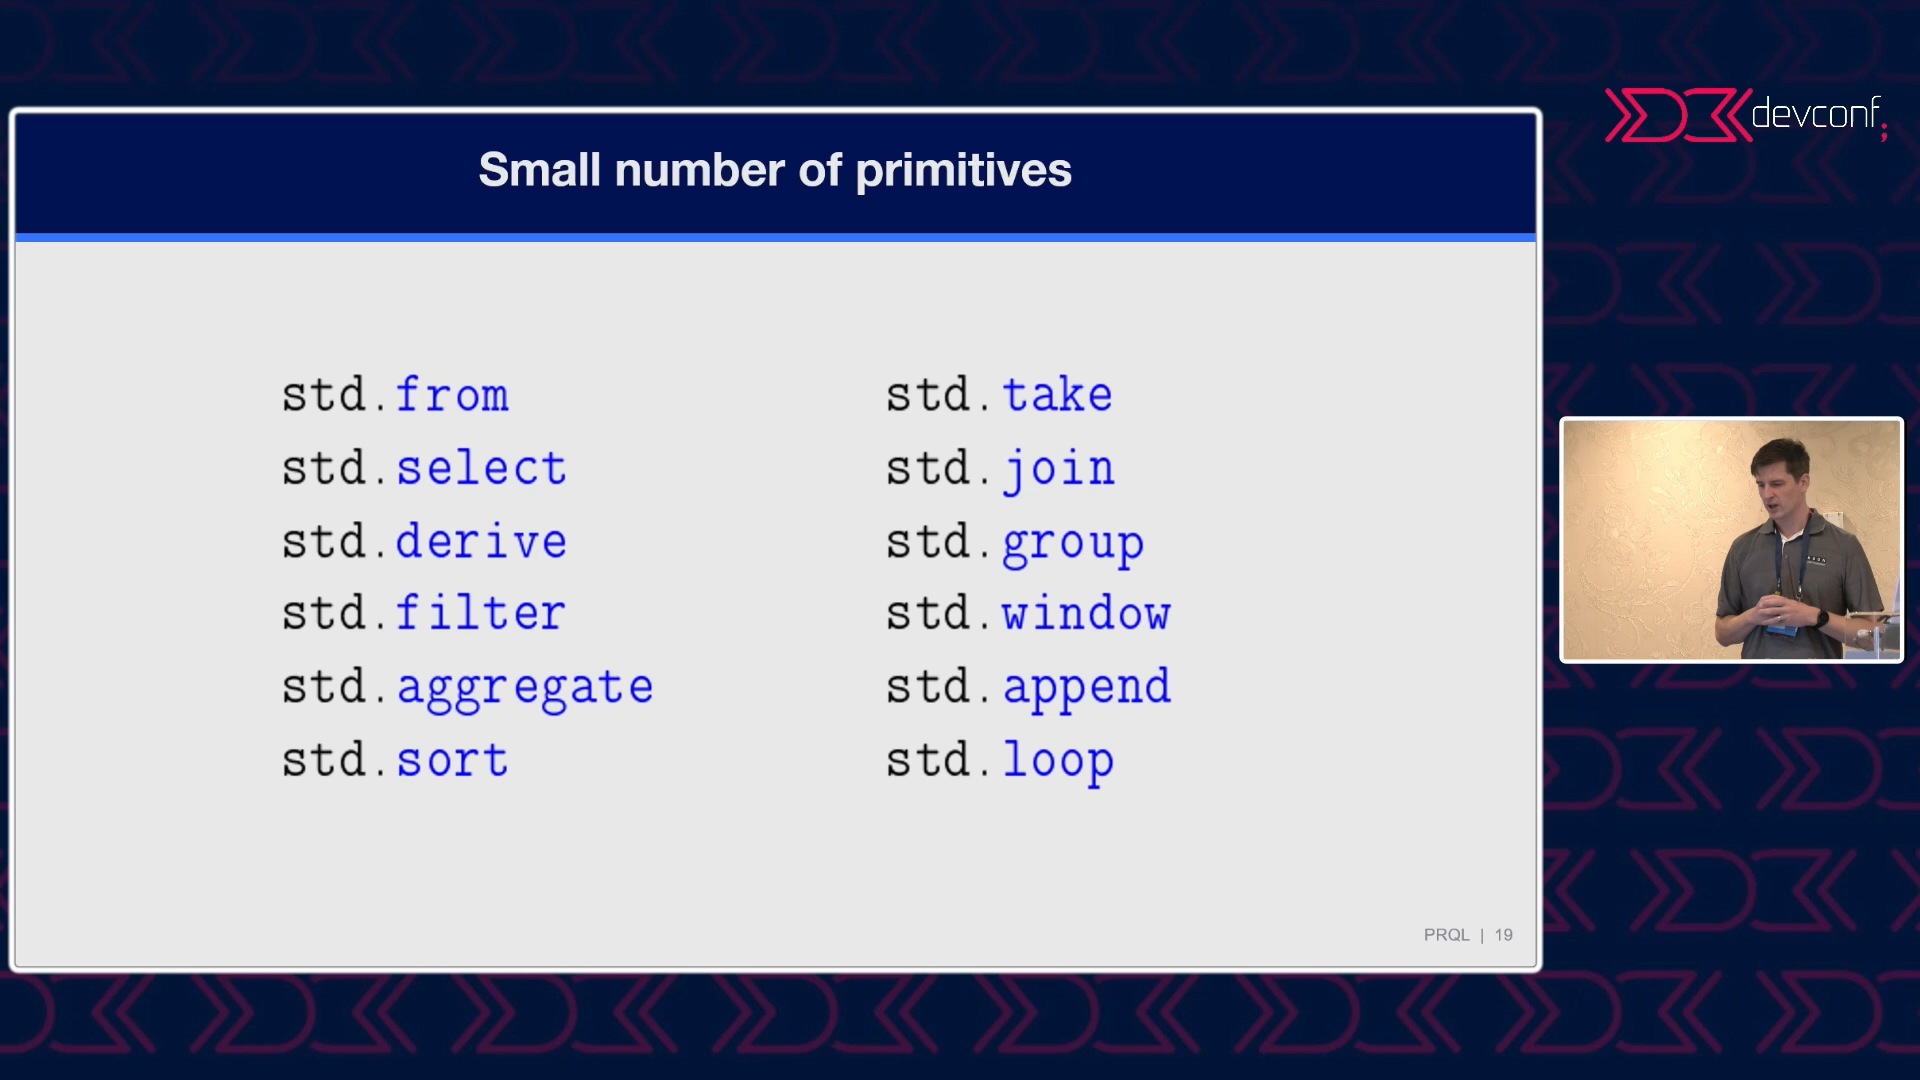 devconf;
Small number of primitives
std.from
std.select
std.derive
std.filter
std.aggregate
std.sort
std.take
std.join
std.group
std.window
std.append
std.loop
PRQL | 19